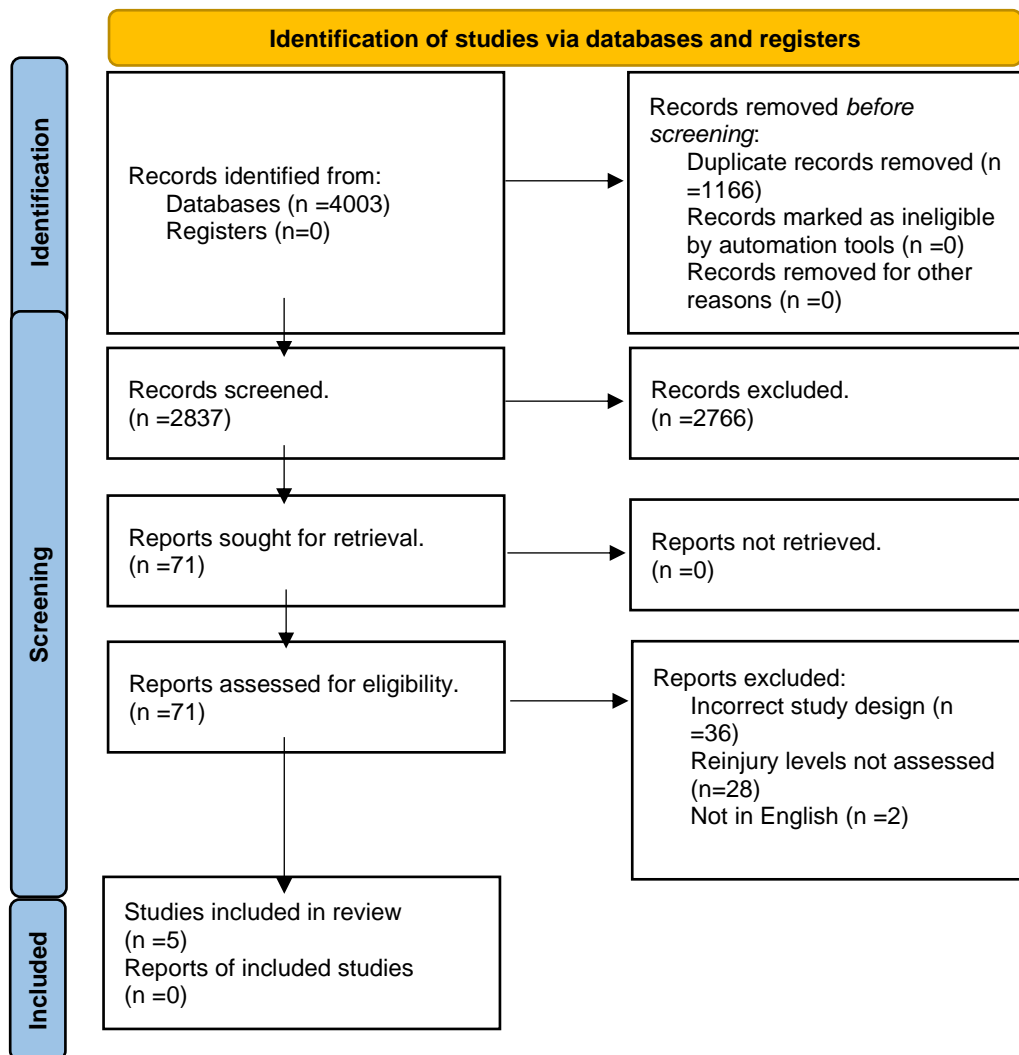 Identification of studies via databases and registers
Identification
Records identified from:
Databases (n =4003)
Registers (n=0)
Records removed before
screening:
Duplicate records removed (n
=1166)
Records marked as ineligible
by automation tools (n =0)
Records removed for other
reasons (n =0)
Screening
Records screened.
(n =2837)
Records excluded.
(n =2766)
Reports sought for retrieval.
(n =71)
Reports not retrieved.
(n =0)
Reports assessed for eligibility.
(n =71)
Reports excluded:
Incorrect study design (n
=36)
Reinjury levels not assessed
(n=28)
Not in English (n =2)
Included
Studies included in review
(n =5)
Reports of included studies
(n =0)